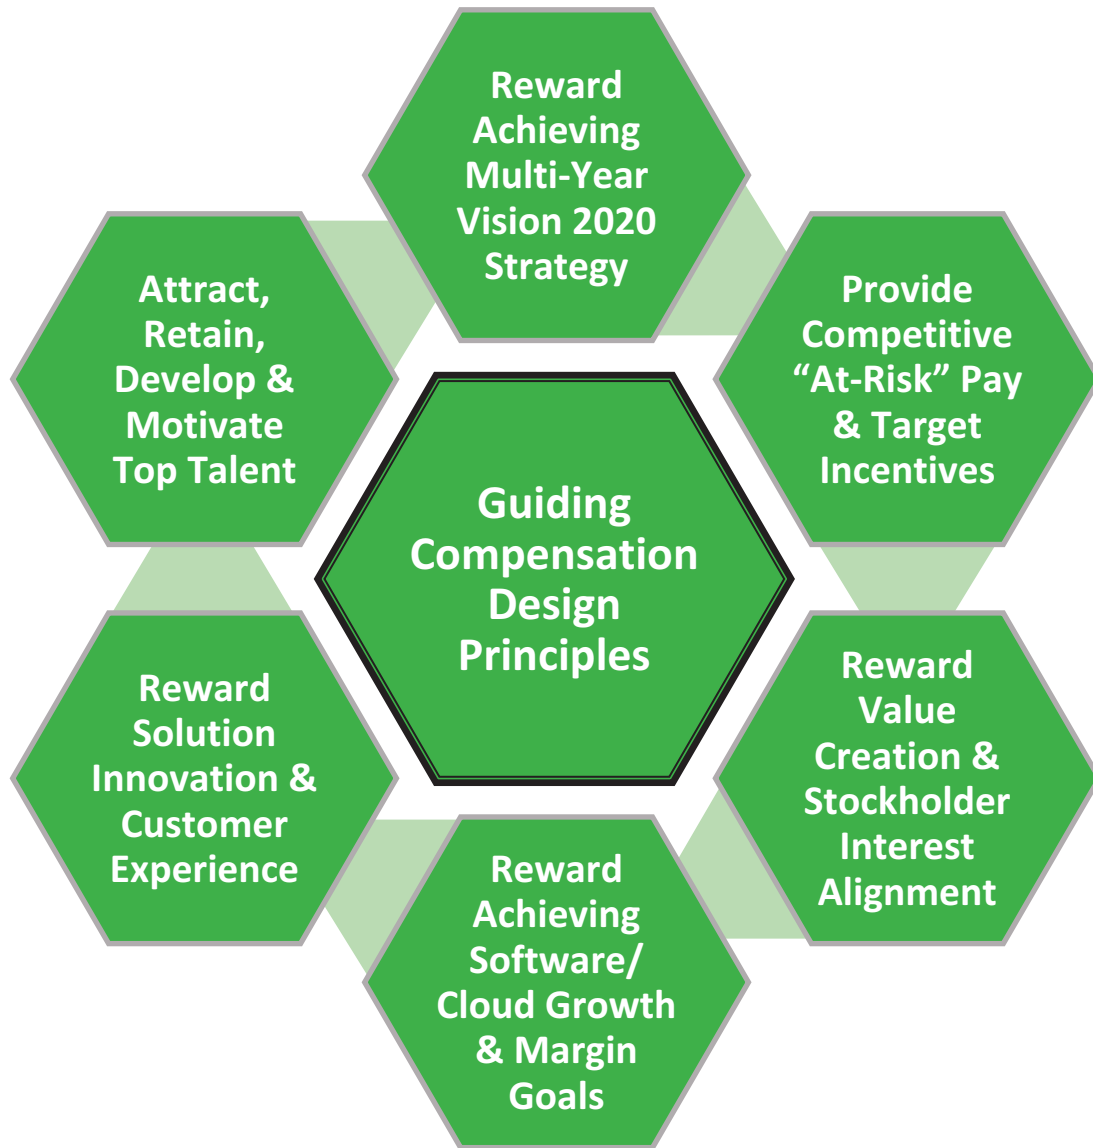 Reward
Achieving
Multi-Year
Vision 2020
Strategy
Provide
Competitive
“At-Risk” Pay
& Target
Incentives
Reward
Value
Creation &
Stockholder
Interest
Alignment
Reward
Achieving
Software/
Cloud Growth
& Margin
Goals
Reward
Solution
Innovation &
Customer
Experience
Attract,
Retain,
Develop &
Motivate
Top Talent
Guiding
Compensation
Design
Principles